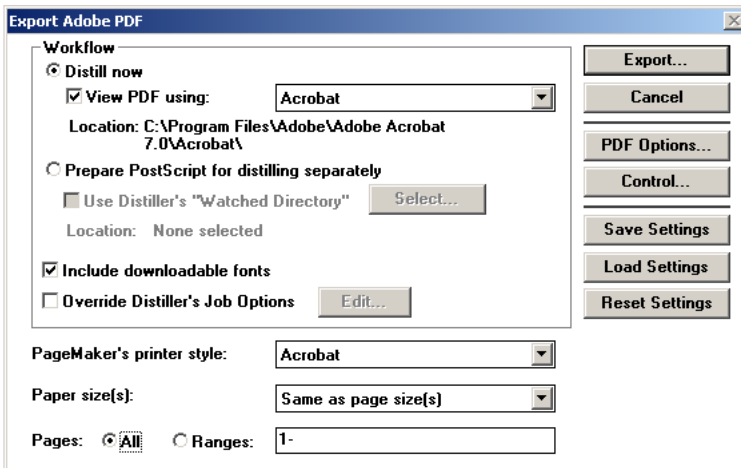 Export Adobe PDF
Workflow
Distill now
View PDF using: Acrobat
Location: C:\Program Files\Adobe\Adobe Acrobat
7.0\Acrobat\
Prepare PostScript for distilling separately
Use Distiller's "Watched Directory" Select...
Location: None selected
Include downloadable fonts
Override Distiller's Job Options Edit...
PageMaker's printer style: Acrobat
Paper size(s): Same as page size(s)
Pages: All Ranges: 1-
Export...
Cancel
PDF Options...
Control...
Save Settings
Load Settings
Reset Settings